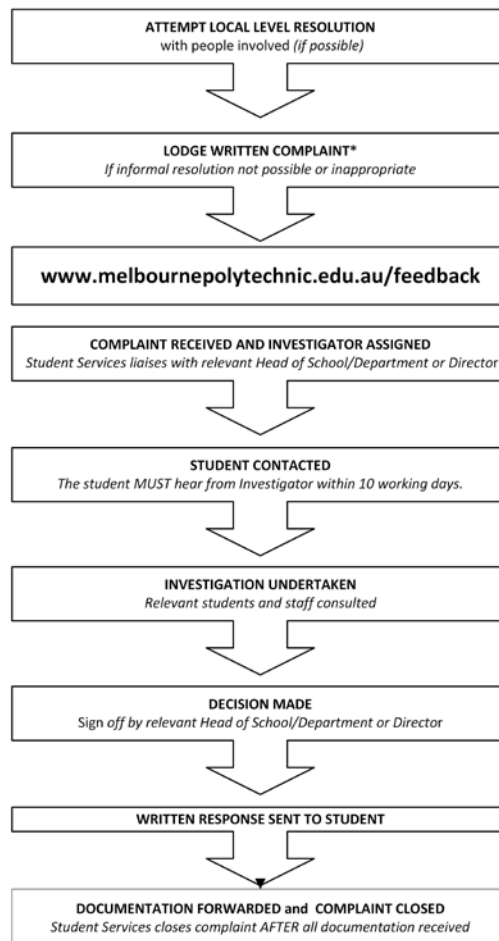 ATTEMPT LOCAL LEVEL RESOLUTION
with people involved (if possible)
LODGE WRITTEN COMPLAINT*
If informal resolution not possible or inappropriate
www.melbournepolytechnic.edu.au/feedback
COMPLAINT RECEIVED AND INVESTIGATOR ASSIGNED
Student Services liaises with relevant Head of School/Department or Director
STUDENT CONTACTED
The student MUST hear from Investigator within 10 working days.
INVESTIGATION UNDERTAKEN
Relevant students and staff consulted
DECISION MADE
Sign off by relevant Head of School/Department or Director
WRITTEN RESPONSE SENT TO STUDENT
DOCUMENTATION FORWARDED and COMPLAINT CLOSED
Student Services closes complaint AFTER all documentation received